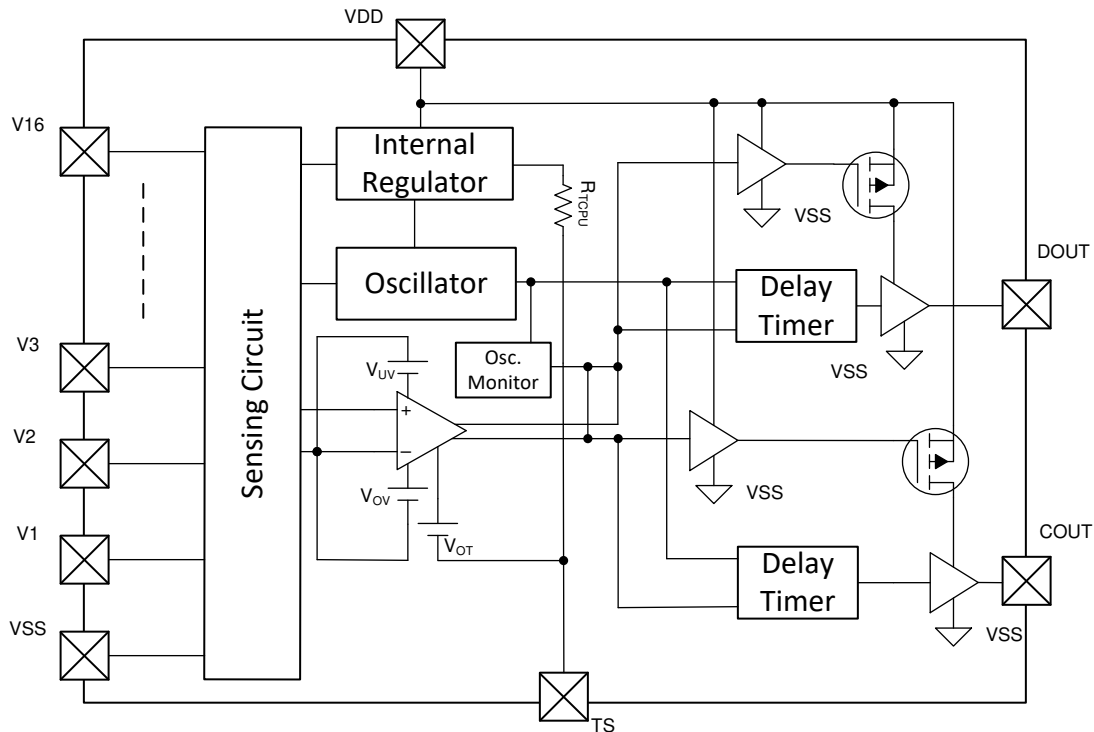 VDD
V16
Internal
Regulator
RTCPU
VSS
Oscillator
DOUT
Delay
Timer
V3
Osc.
Monitor
VUV
VSS
Sensing Circuit
+
V2
−
VOV
VSS
V1
VOT
COUT
Delay
Timer
VSS
VSS
TS